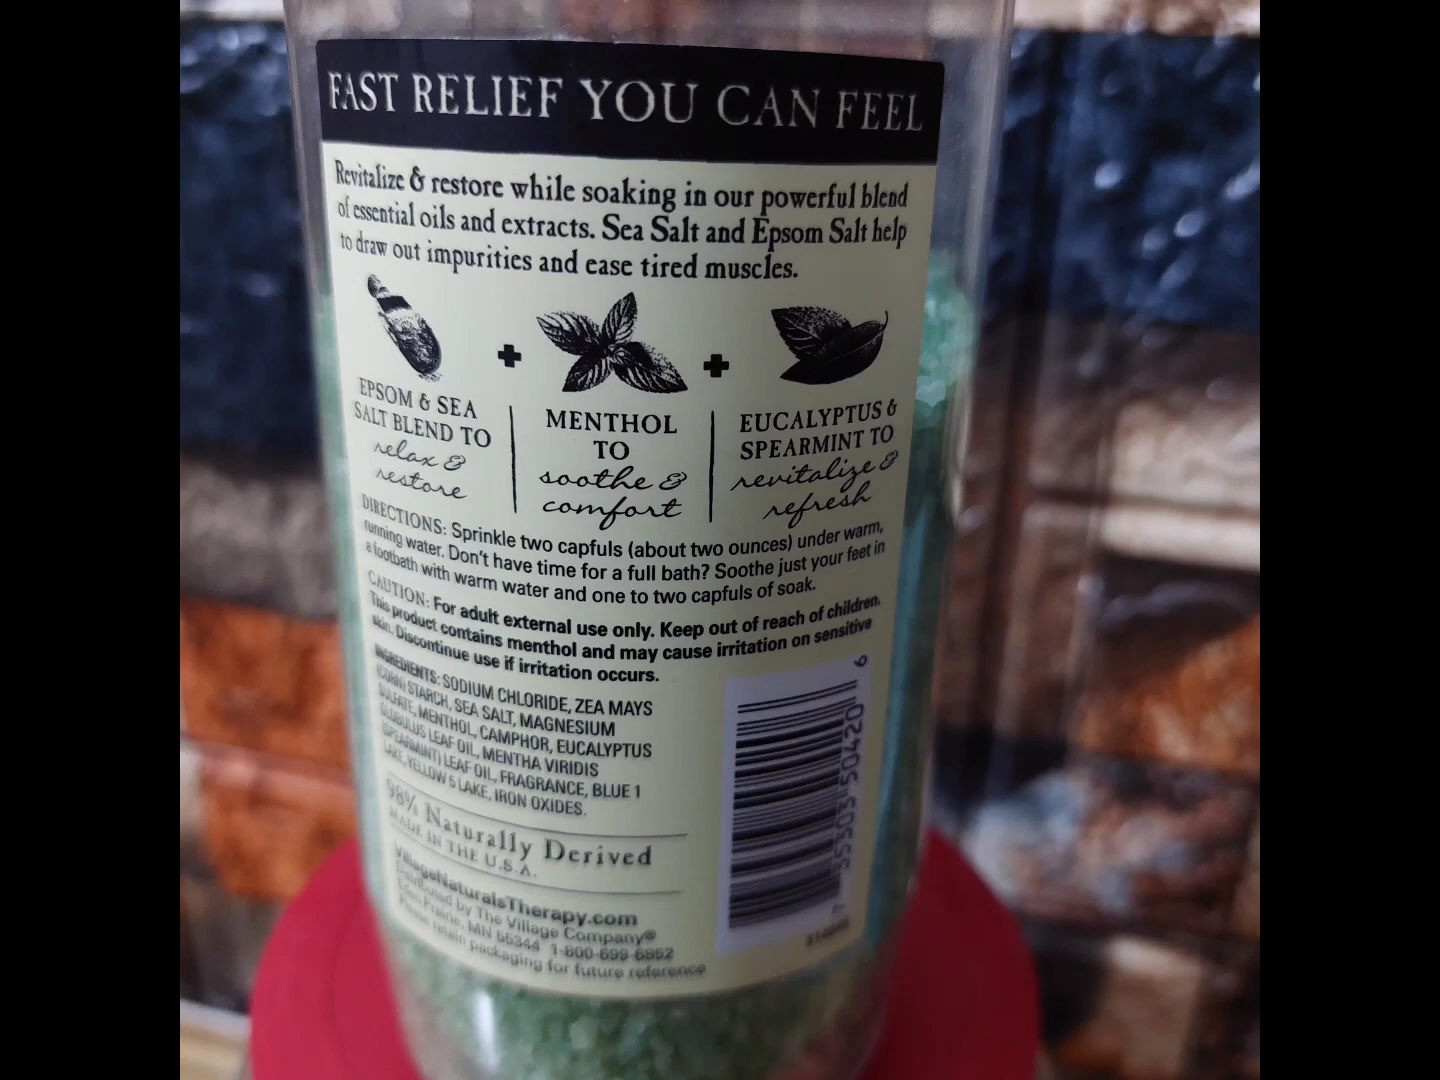 FAST RELIEF YOU CAN FEEL
Revitalize & restore while soaking in our powerful blend
of essential oils and extracts. Sea Salt and Epsom Salt help
to draw out impurities and ease tired muscles.
EPSOM & SEA
SALT BLEND TO
relax &
restore
MENTHOL
TO
soothe &
comfort
EUCALYPTUS &
SPEARMINT TO
revitalize &
refresh
DIRECTIONS: Sprinkle two capfuls (about two ounces) under warm,
running water. Don't have time for a full bath? Soothe just your feet in
a footbath with warm water and one to two capfuls of soak.
CAUTION: For adult external use only. Keep out of reach of children.
This product contains menthol and may cause irritation on sensitive
skin. Discontinue use if irritation occurs.
INGREDIENTS: SODIUM CHLORIDE, ZEA MAYS
(CORN) STARCH, SEA SALT, MAGNESIUM
SULFATE, MENTHOL, CAMPHOR, EUCALYPTUS
GLOBULUS LEAF OIL, MENTHA VIRIDIS
(SPEARMINT) LEAF OIL, FRAGRANCE, BLUE 1
LAKE, YELLOW 5 LAKE, IRON OXIDES.
98% Naturally Derived
MADE IN THE U.S.A.
VillageNaturalsTherapy.com
Distributed by The Village Company®
Eden Prairie, MN 55344 1-800-699-6952
Please retain packaging for future reference
7 35303 50420 6